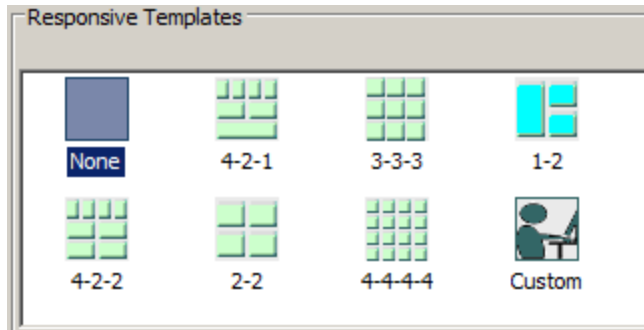 Responsive Templates
None
4-2-1
3-3-3
1-2
4-2-2
2-2
4-4-4-4
Custom